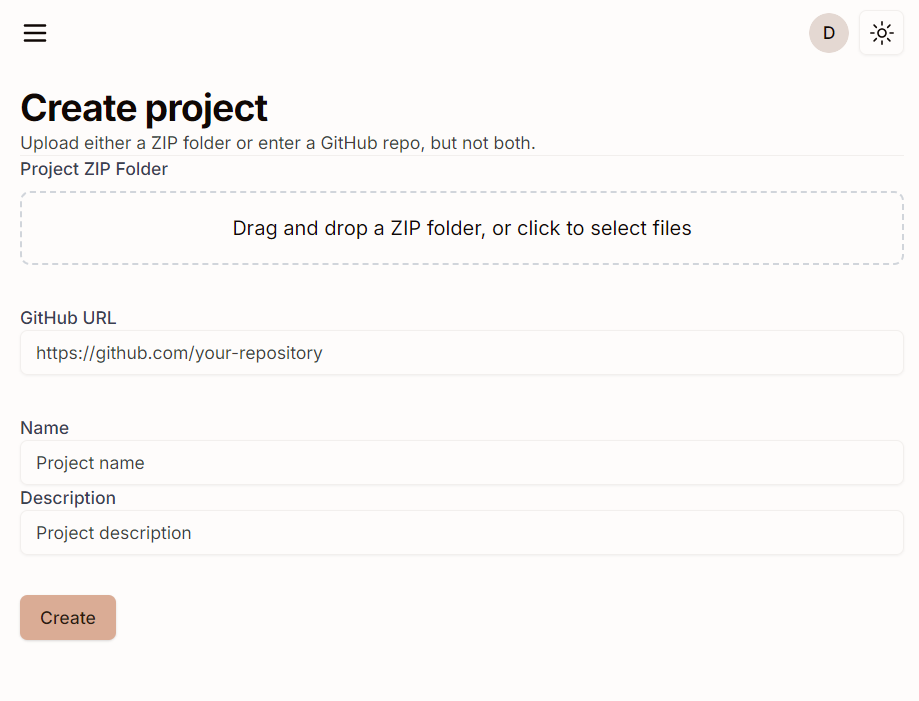 D
Create project
Upload either a ZIP folder or enter a GitHub repo, but not both.
Project ZIP Folder
Drag and drop a ZIP folder, or click to select files
GitHub URL
https://github.com/your-repository
Name
Project name
Description
Project description
Create